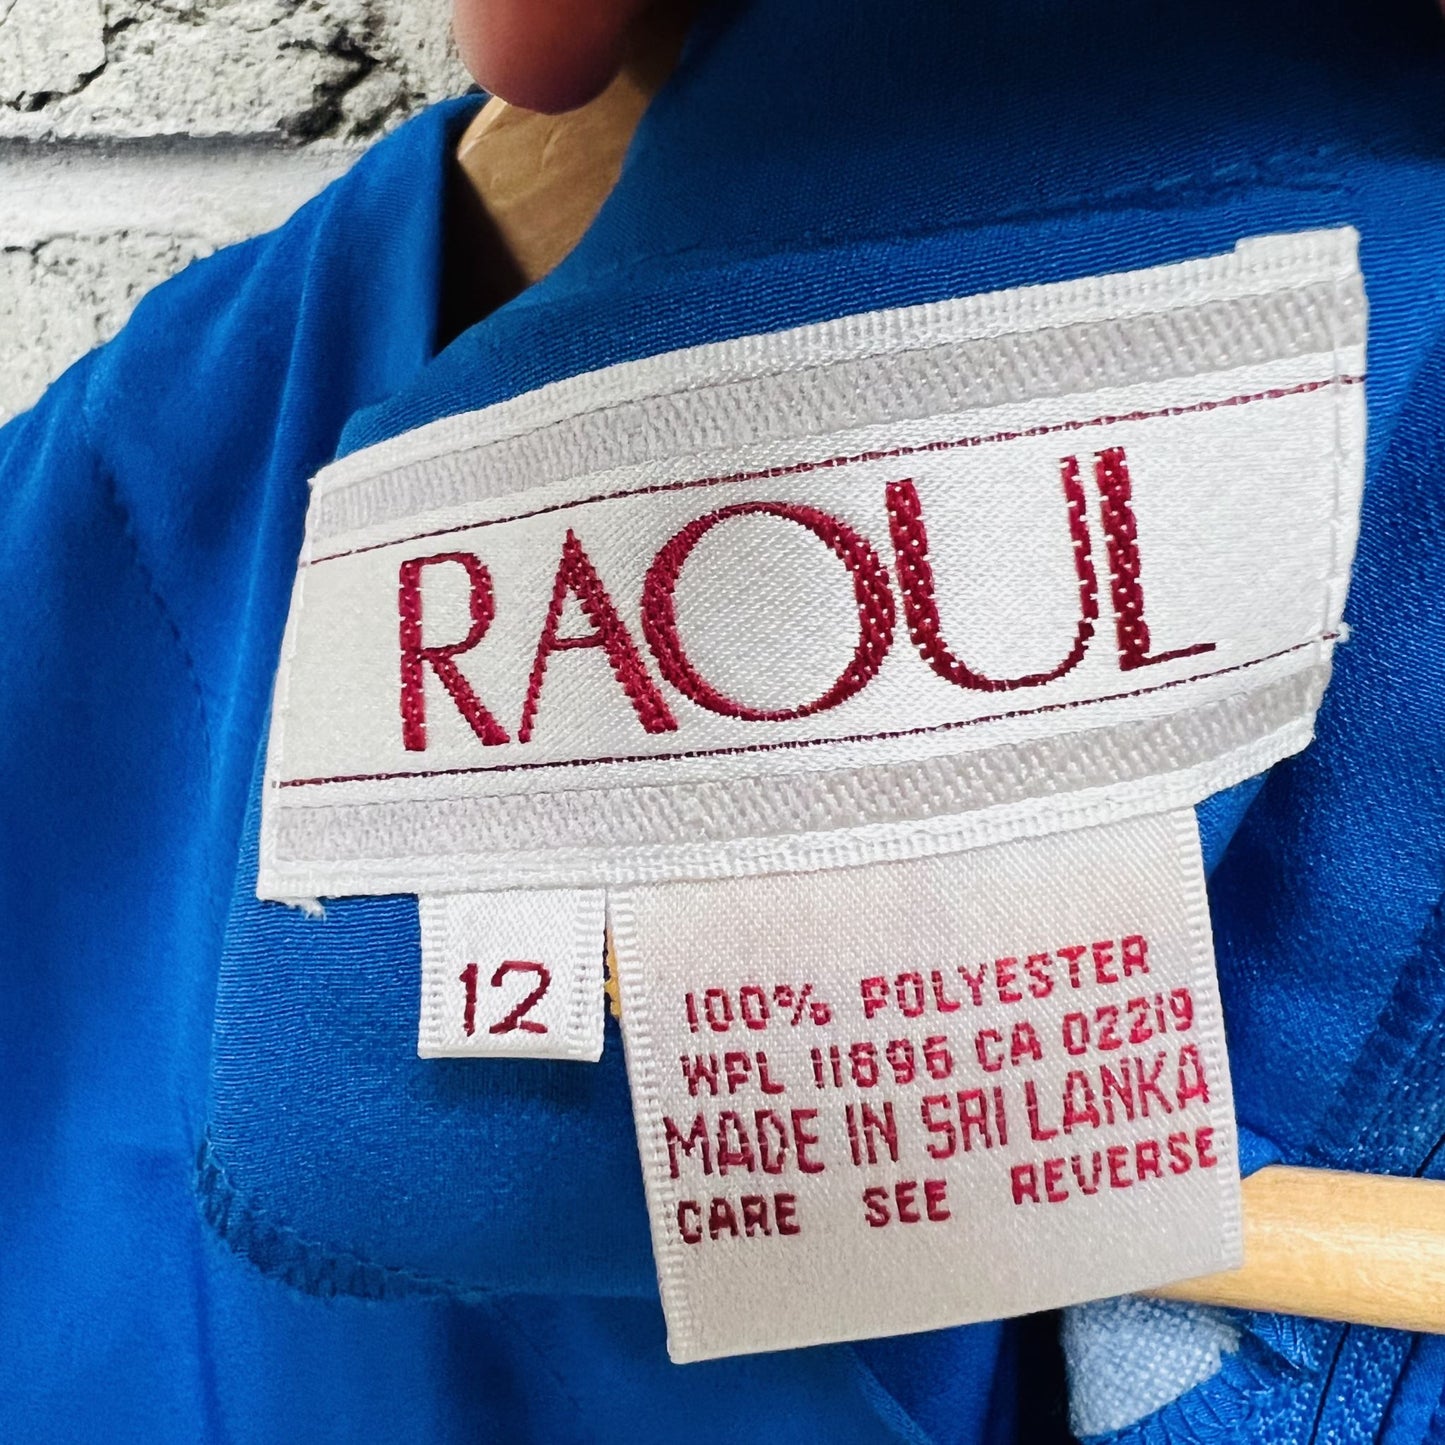 RAOUL
12
100% POLYESTER
WPL 11696 CA 02219
MADE IN SRI LANKA
CARE SEE REVERSE